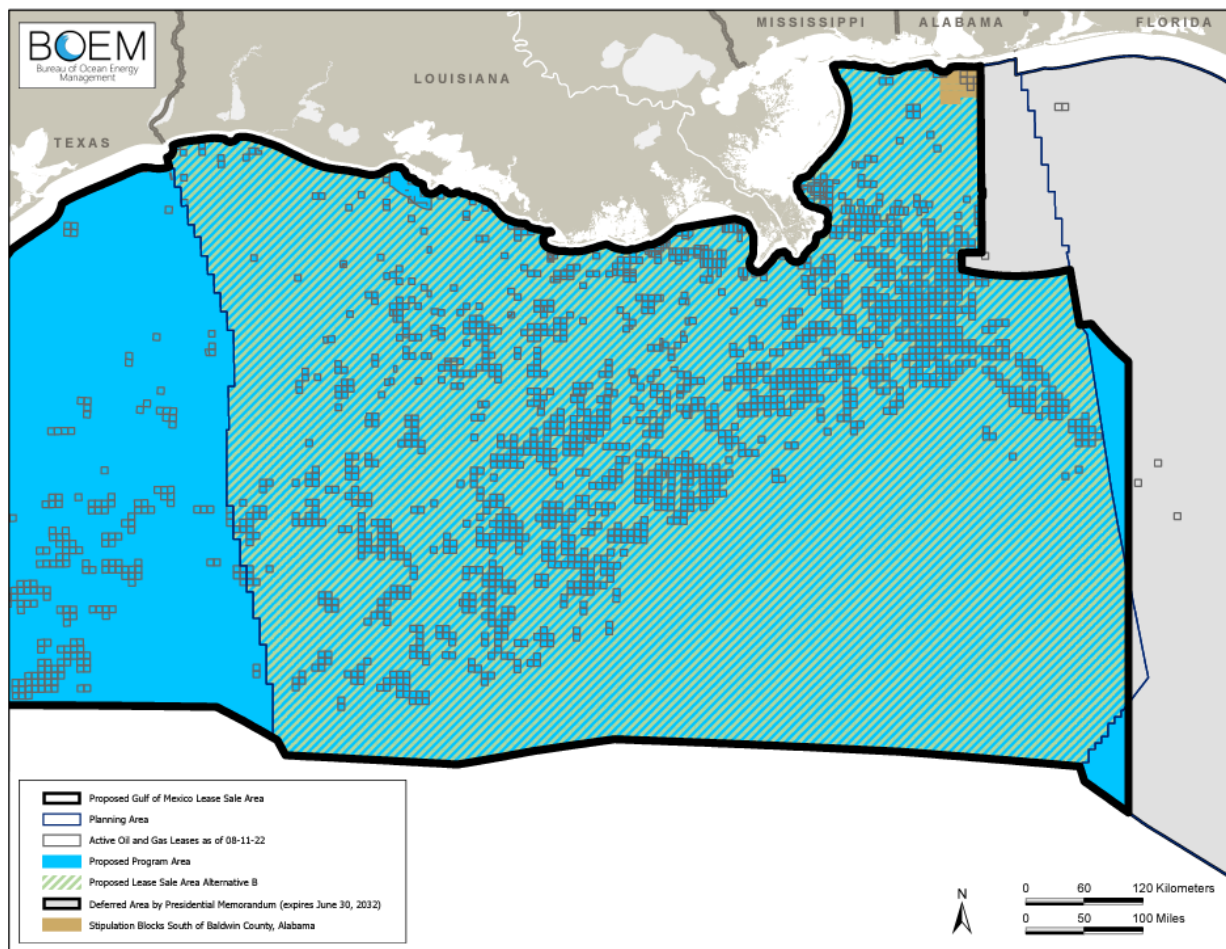 BOEM
Bureau of Ocean Energy
Management
MISSISSIPPI
ALABAMA
FLORIDA
LOUISIANA
TEXAS
Proposed Gulf of Mexico Lease Sale Area
Planning Area
Active Oil and Gas Leases as of 08-11-22
Proposed Program Area
Proposed Lease Sale Area Alternative B
Deferred Area by Presidential Memorandum (expires June 30, 2032)
Stipulation Blocks South of Baldwin County, Alabama
N
0 60 120 Kilometers
0 50 100 Miles